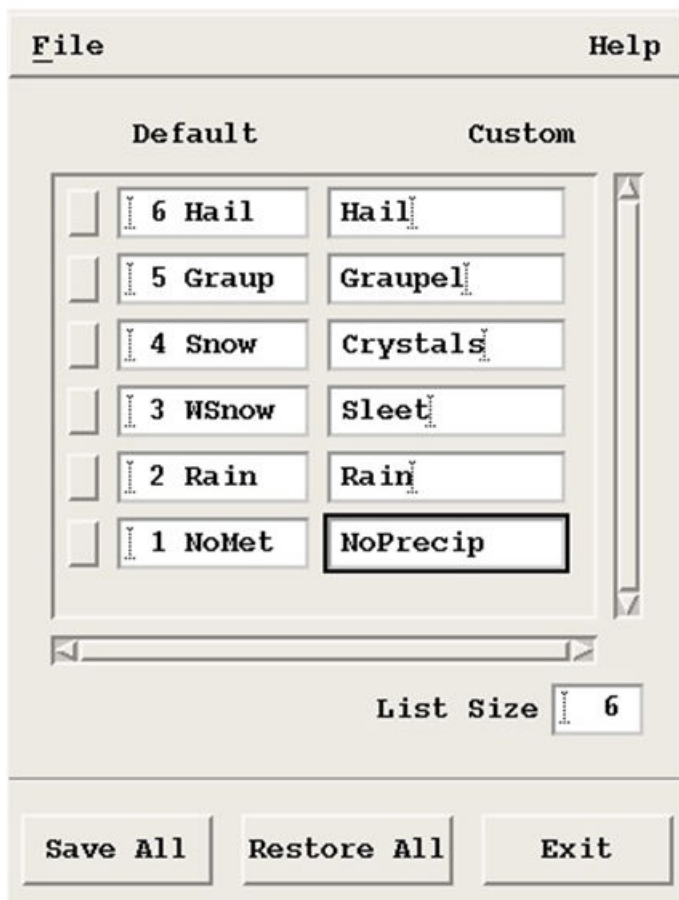 File Help
Default Custom
6 Hail Hail
5 Graup Graupel
4 Snow Crystals
3 WSnow Sleet
2 Rain Rain
1 NoMet NoPrecip
List Size 6
Save All Restore All Exit